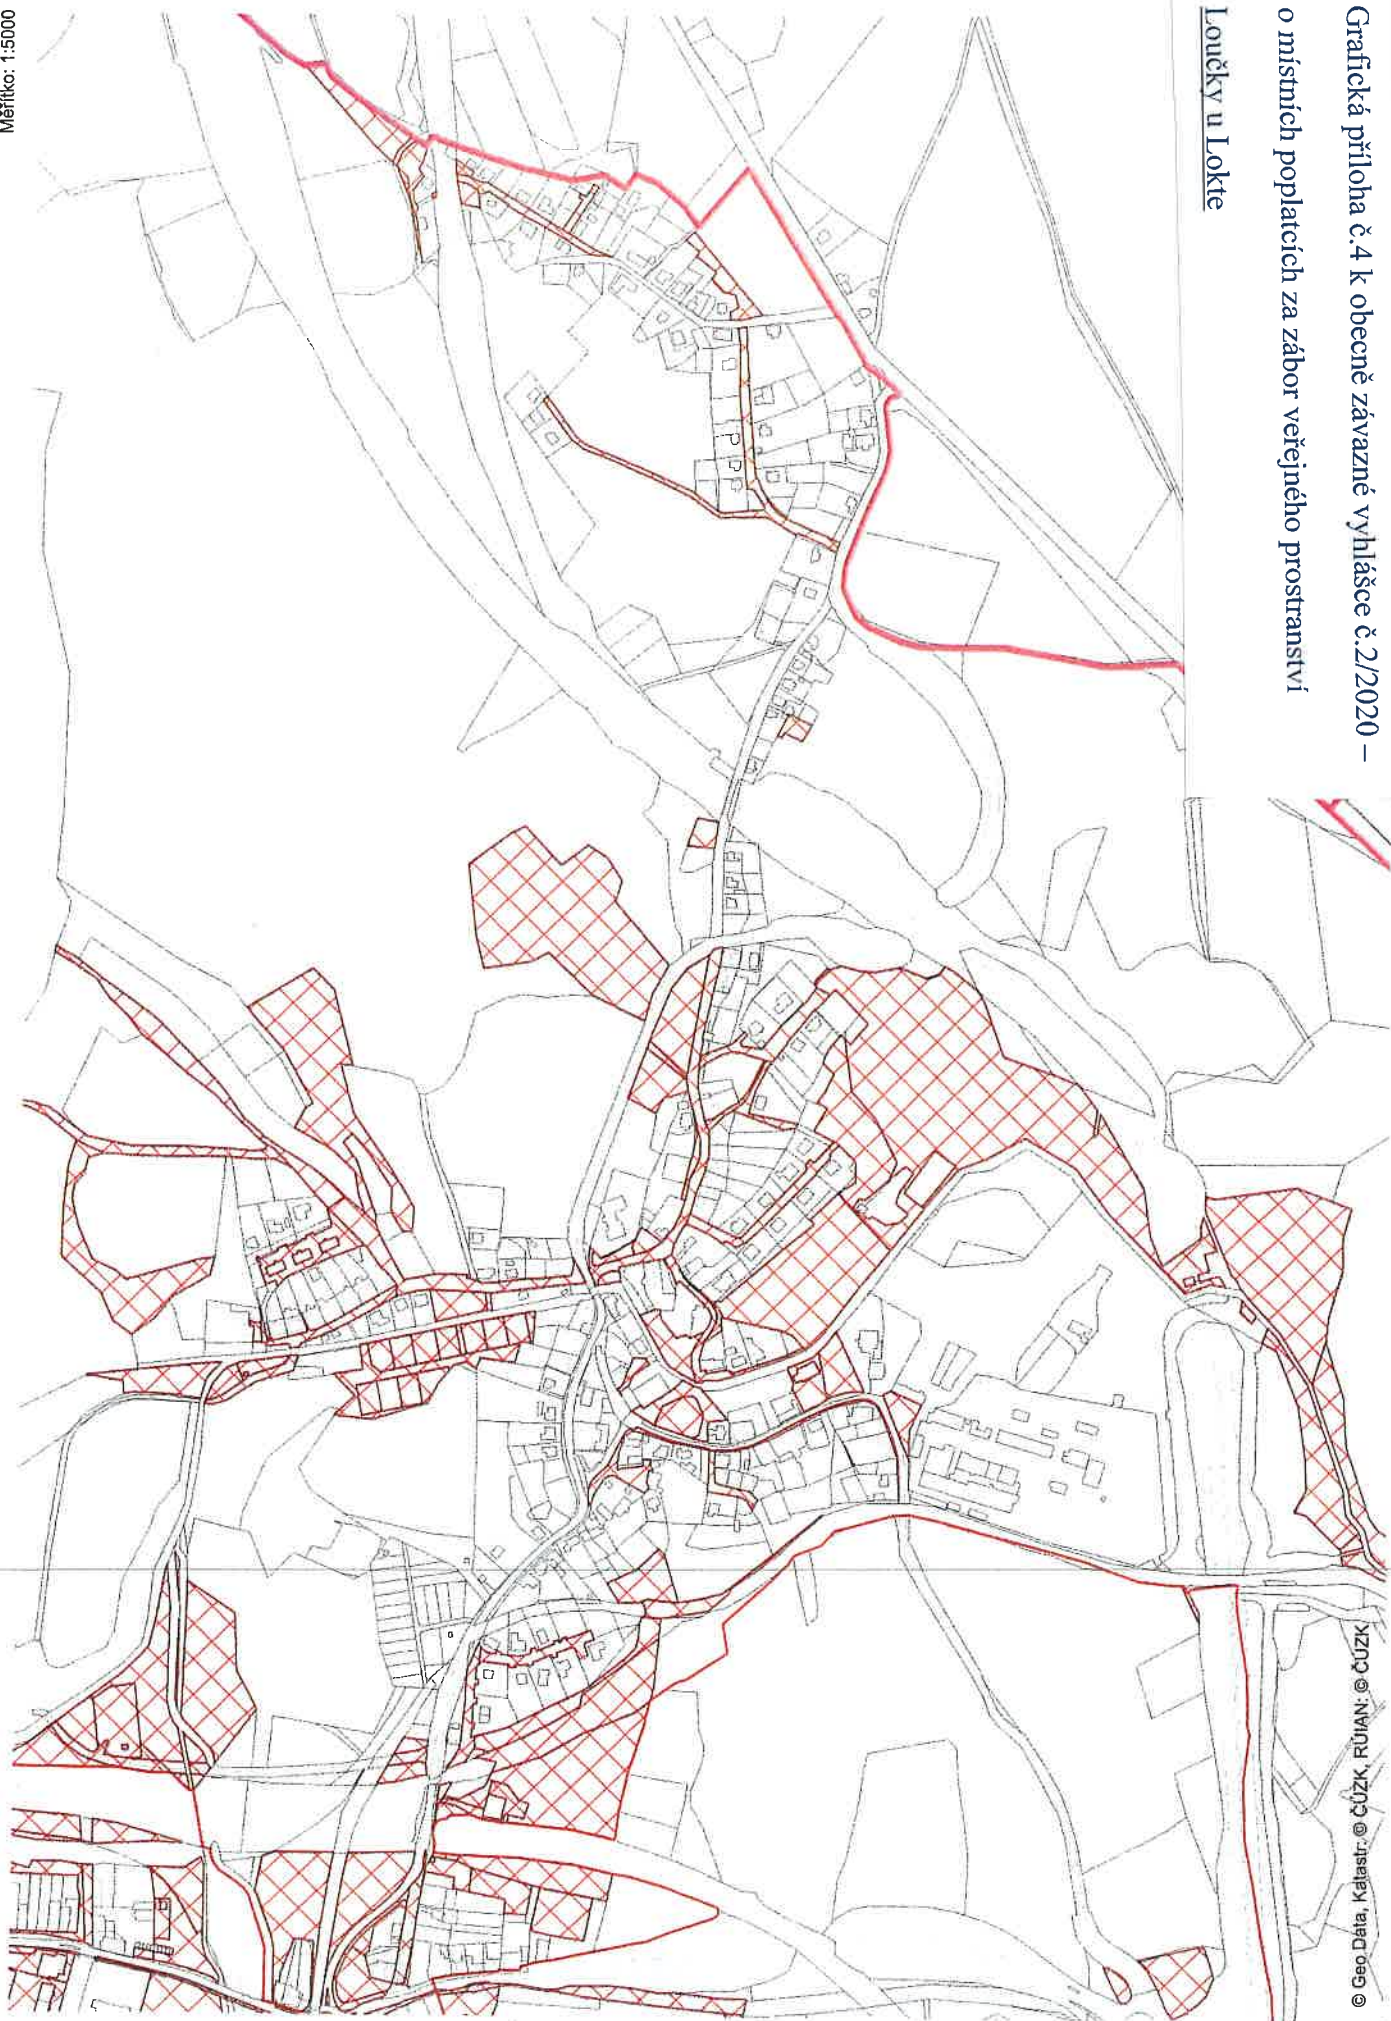 Grafická příloha č.4 k obecně závazné vyhlášce č.2/2020 –
o místních poplatcích za zábor veřejného prostranství
Loučky u Lokte
Měřítko: 1:5000
© Geo Data, Katastr: © ČÚZK, RÚIAN: © ČÚZK